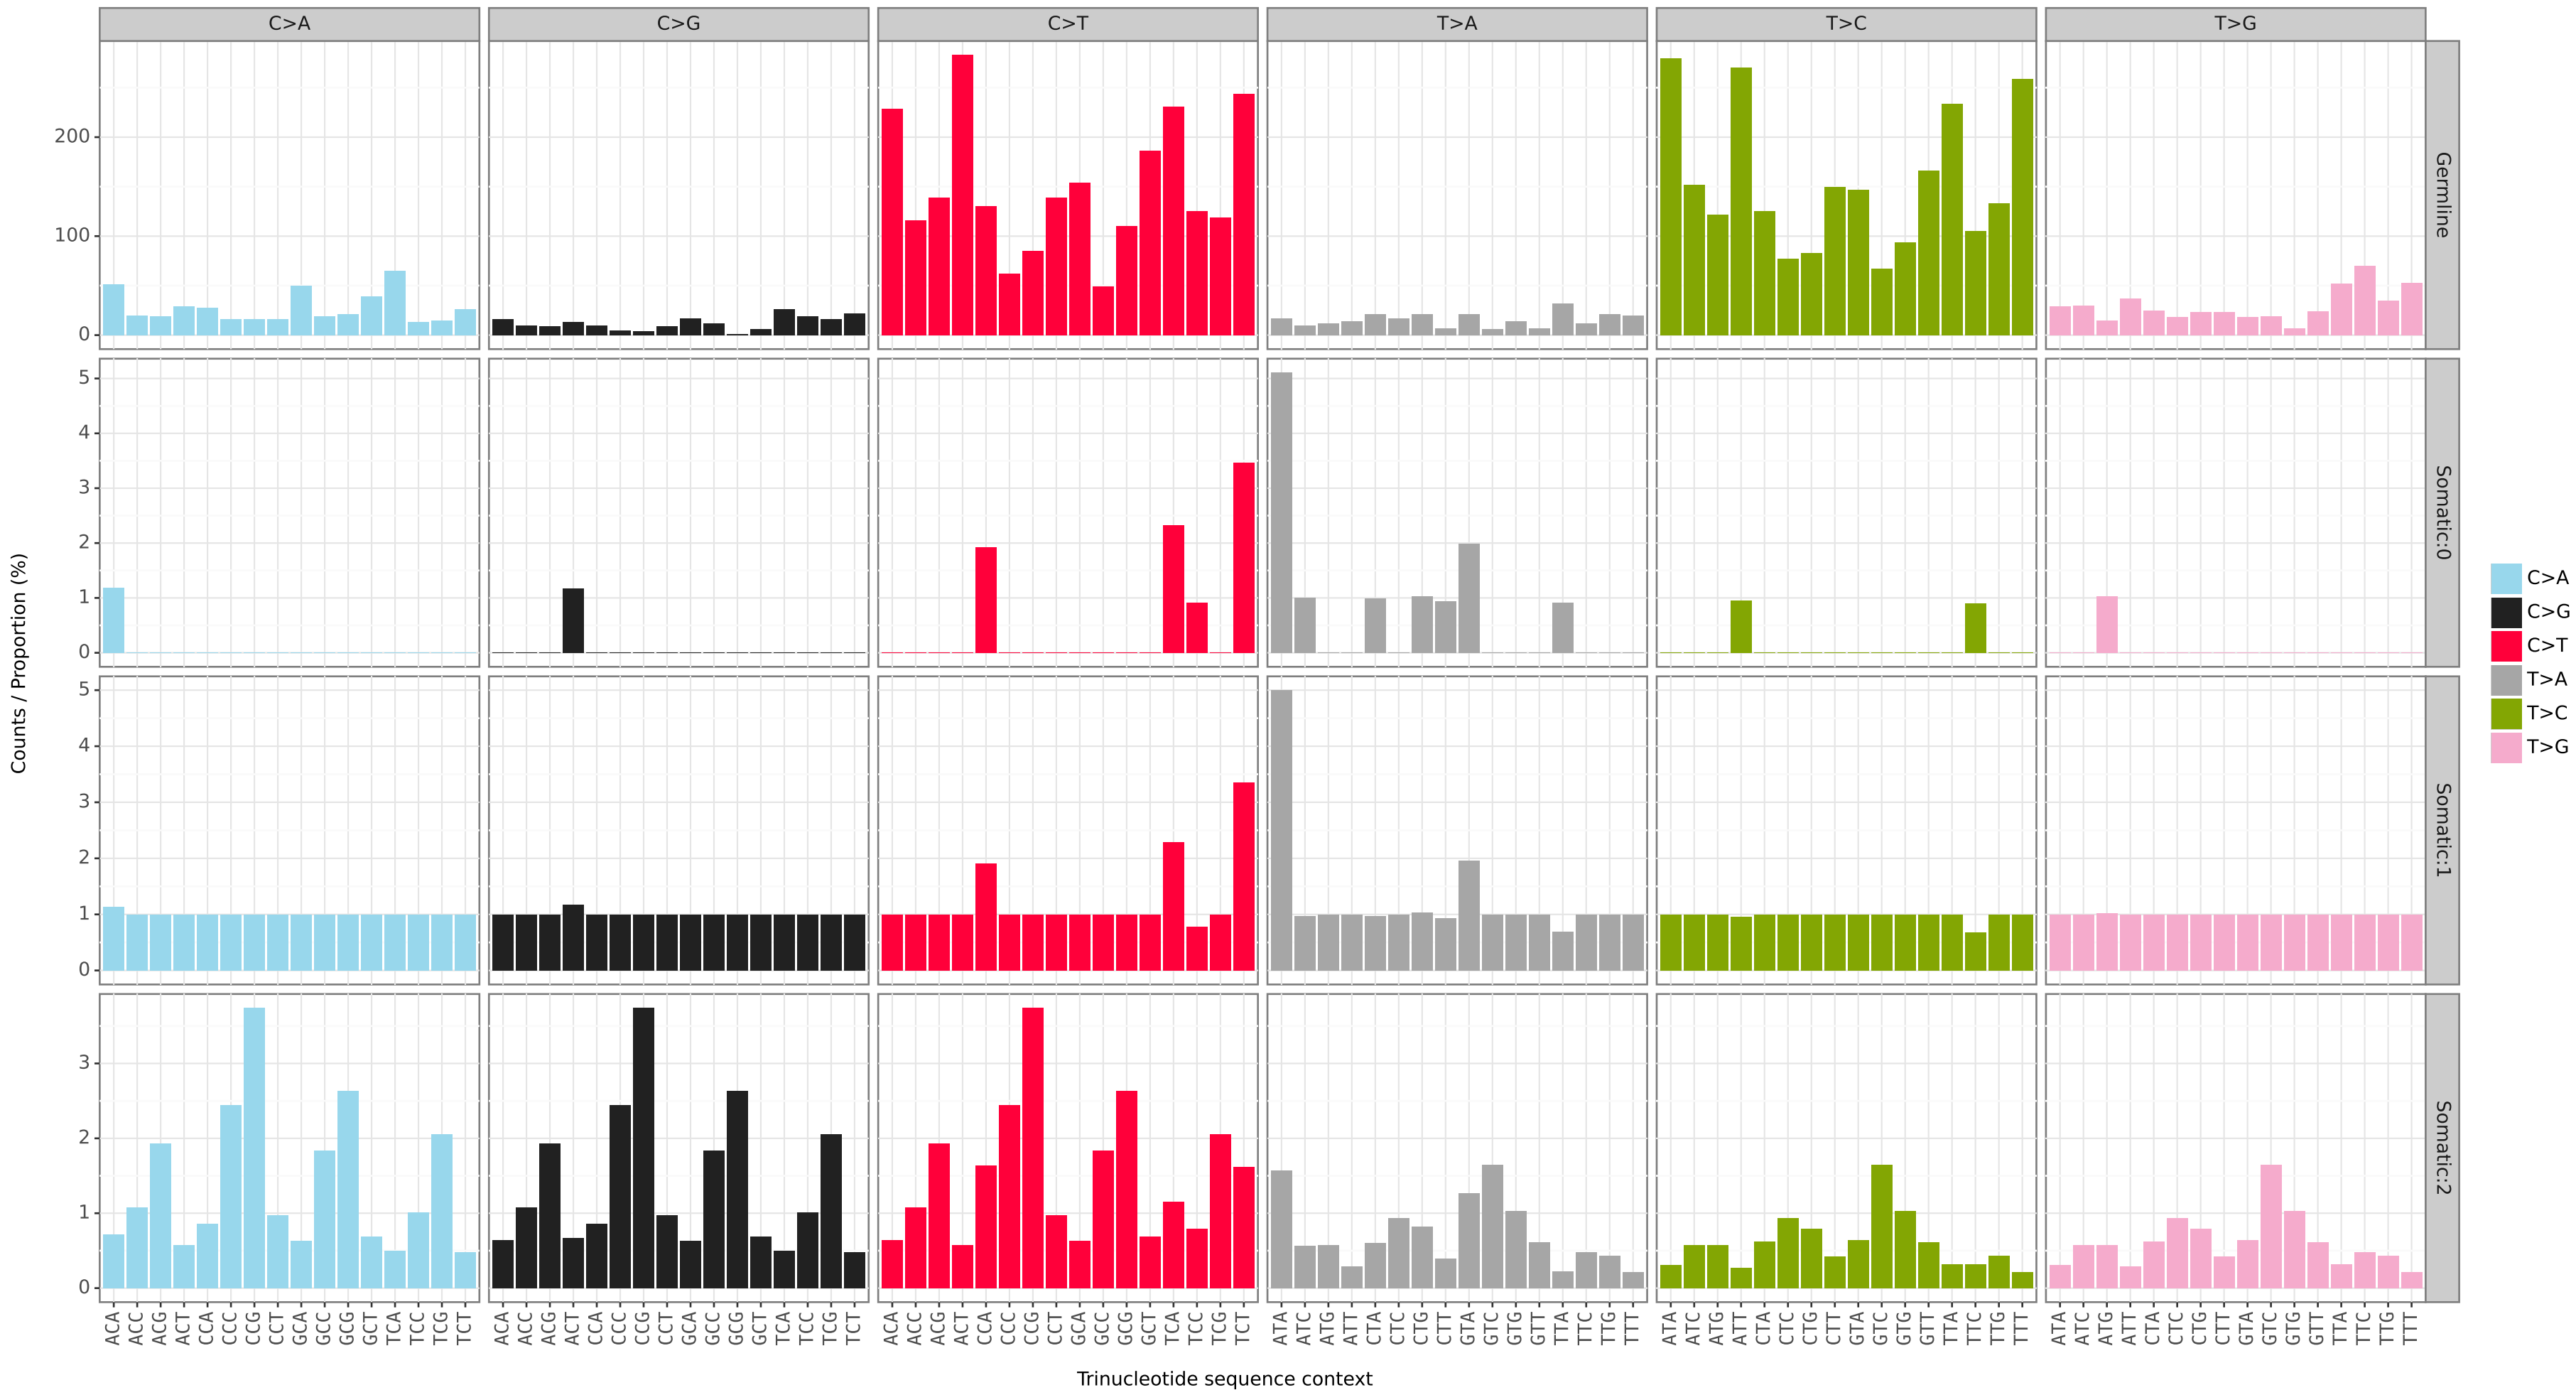 C>A C>G C>T T>A T>C T>G
Germline
200
100
0
Somatic:0
5
4
3
2
1
0
Somatic:1
5
4
3
2
1
0
Somatic:2
3
2
1
0
Counts / Proportion (%)
ACA ACC ACG ACT CCA CCC CCG CCT GCA GCC GCG GCT TCA TCC TCG TCT ACA ACC ACG ACT CCA CCC CCG CCT GCA GCC GCG GCT TCA TCC TCG TCT ACA ACC ACG ACT CCA CCC CCG CCT GCA GCC GCG GCT TCA TCC TCG TCT ATA ATC ATG ATT CTA CTC CTG CTT GTA GTC GTG GTT TTA TTC TTG TTT ATA ATC ATG ATT CTA CTC CTG CTT GTA GTC GTG GTT TTA TTC TTG TTT ATA ATC ATG ATT CTA CTC CTG CTT GTA GTC GTG GTT TTA TTC TTG TTT
Trinucleotide sequence context
C>A
C>G
C>T
T>A
T>C
T>G